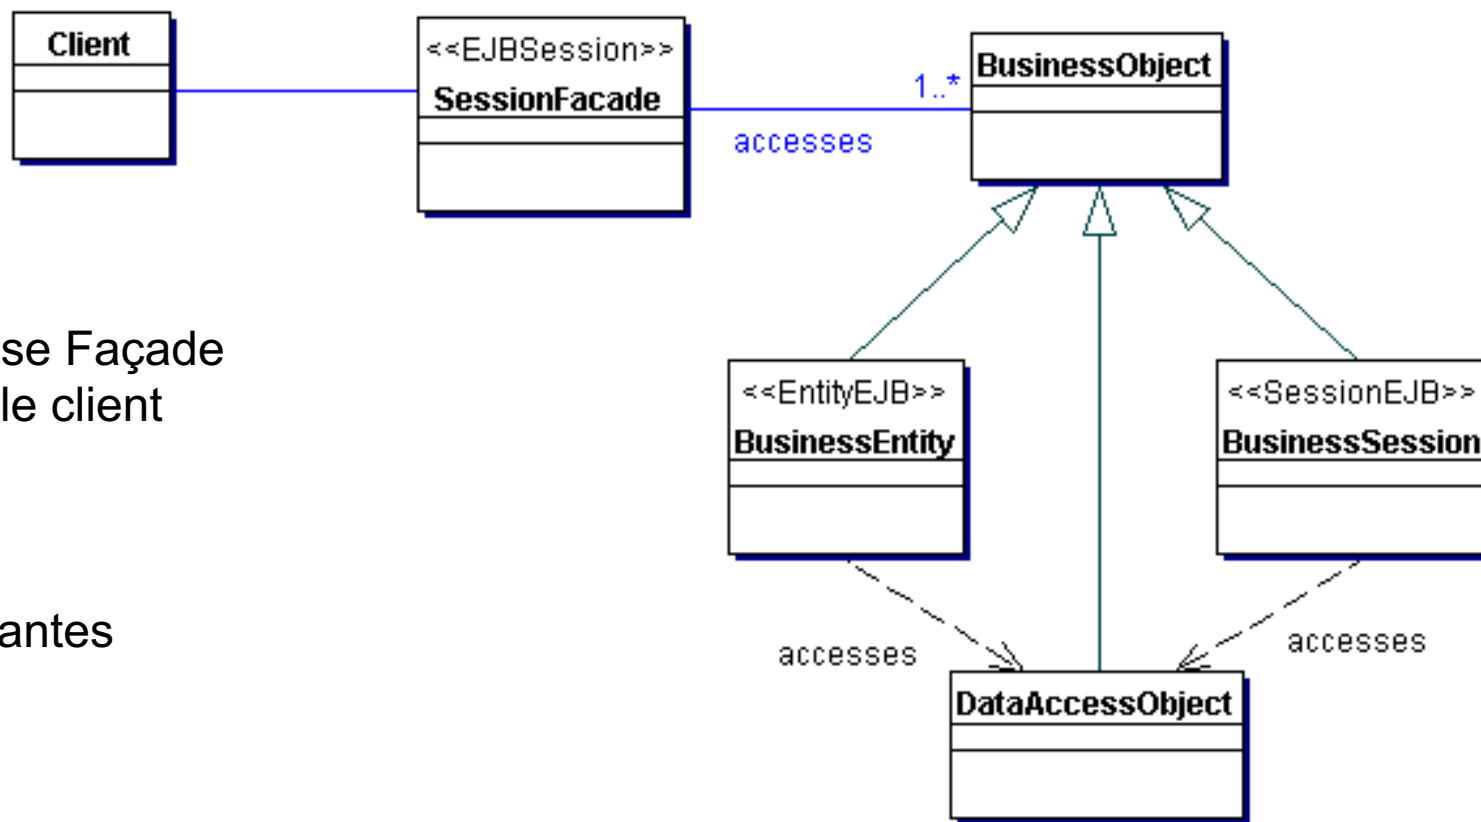 Client
<<EJBSession>>
SessionFacade
1..*
accesses
BusinessObject
se Façade
le client
antes
<<EntityEJB>>
BusinessEntity
<<SessionEJB>>
BusinessSession
accesses
accesses
DataAccessObject